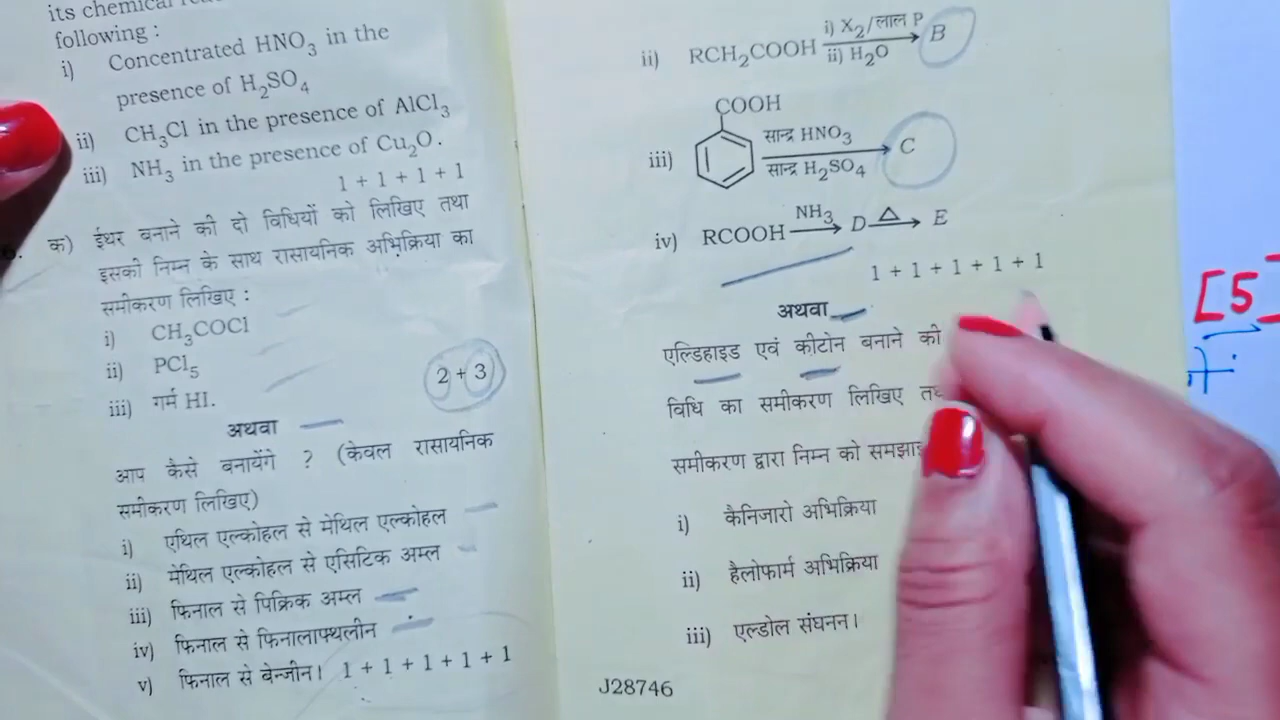 its chemical
following :
i) Concentrated HNO3 in the
presence of H2SO4
ii) CH3Cl in the presence of AlCl3
iii) NH3 in the presence of Cu2O.
1 + 1 + 1 + 1
क) ईथर बनाने की दो विधियों को लिखिए तथा
इसकी निम्न के साथ रासायनिक अभिक्रिया का
समीकरण लिखिए :
i) CH3COCl
ii) PCl5
iii) गर्म HI.
2 + 3
अथवा
आप कैसे बनायेंगे ? (केवल रासायनिक
समीकरण लिखिए)
i) एथिल एल्कोहल से मेथिल एल्कोहल
ii) मेथिल एल्कोहल से एसिटिक अम्ल
iii) फिनाल से पिक्रिक अम्ल
iv) फिनाल से फिनालाफ्थलीन
v) फिनाल से बेन्जीन। 1 + 1 + 1 + 1 + 1
ii) RCH2COOH i) X2/लाल P ii) H2O → B
COOH
iii) सान्द्र HNO3 सान्द्र H2SO4 → C
iv) RCOOH NH3 → D △ → E
1 + 1 + 1 + 1 + 1
अथवा
एल्डिहाइड एवं कीटोन बनाने की
विधि का समीकरण लिखिए
समीकरण द्वारा निम्न को
i) कैनिजारो अभिक्रिया
ii) हैलोफार्म अभिक्रिया
iii) एल्डोल संघनन।
J28746
[5]